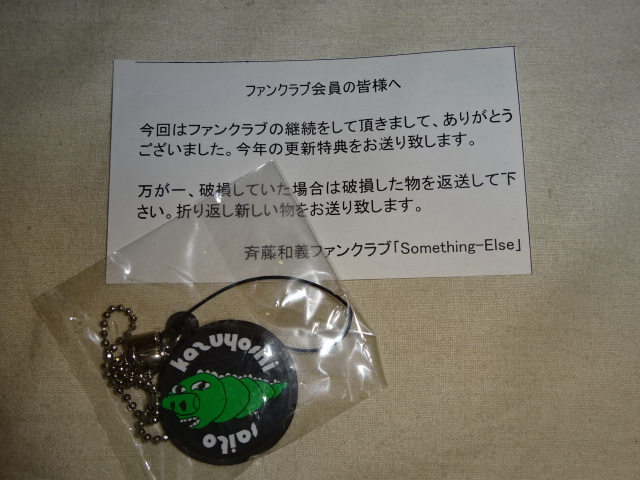 ファンクラブ会員の皆様へ
今回はファンクラブの継続をして頂きまして、ありがとう
ございました。今年の更新特典をお送り致します。
万が一、破損していた場合は破損した物を返送して下
さい。折り返し新しい物をお送り致します。
斉藤和義ファンクラブ「Something-Else」
kazuyoshi
saito